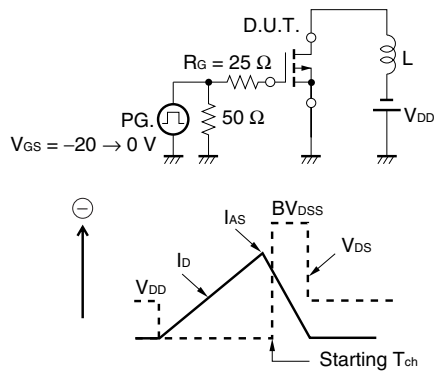 D.U.T.
RG = 25 Ω
L
PG.
50 Ω
VDD
VGS = −20 → 0 V
⊖
BVDSS
IAS
VDS
ID
VDD
Starting Tch